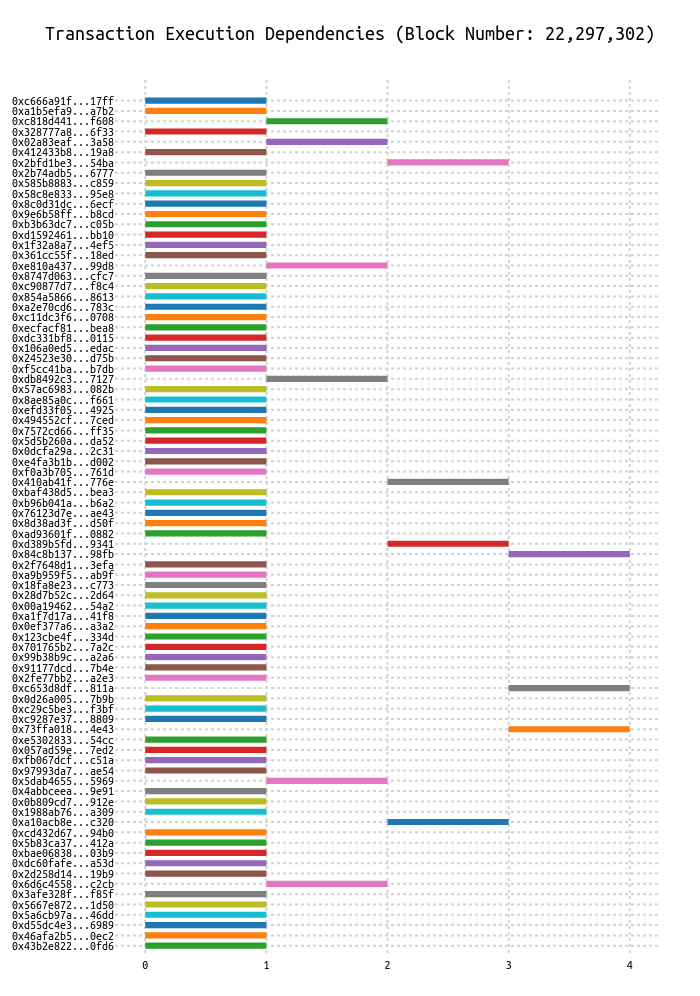 Transaction Execution Dependencies (Block Number: 22,297,302)
0xc666a91f...17ff
0xa1b5efa9...a7b2
0xc818d441...f608
0x328777a8...6f33
0x02a83eaf...3a58
0x412433b8...19a8
0x2bfd1be3...54ba
0x2b74adb5...6777
0x585b8883...c859
0x58c8e833...95e8
0x8c0d31dc...6ecf
0x9e6b58ff...b8cd
0xb3b63dc7...c05b
0xd1592461...bb10
0x1f32a8a7...4ef5
0x361cc55f...18ed
0xe810a437...99d8
0x8747d063...cfc7
0xc90877d7...f8c4
0x854a5866...8613
0xa2e70cd6...783c
0xc11dc3f6...0708
0xecfacf81...bea8
0xdc331bf8...0115
0x106a0ed5...edac
0x24523e30...d75b
0xf5cc41ba...b7db
0xdb8492c3...7127
0x57ac6983...082b
0x8ae85a0c...f661
0xefd33f05...4925
0x494552cf...7ced
0x7572cd66...ff35
0x5d5b260a...da52
0x0dcfa29a...2c31
0xe4fa3b1b...d002
0xf0a3b705...761d
0x410ab41f...776e
0xbaf438d5...bea3
0xb96b041a...b6a2
0x76123d7e...ae43
0x8d38ad3f...d50f
0xad93601f...0882
0xd389b5fd...9341
0x84c8b137...98fb
0x2f7648d1...3efa
0xa9b959f5...ab9f
0x18fa8e23...c773
0x28d7b52c...2d64
0x00a19462...54a2
0xa1f7d17a...41f8
0x0ef377a6...a3a2
0x123cbe4f...334d
0x701765b2...7a2c
0x99b38b9c...a2a6
0x91177dcd...7b4e
0x2fe77bb2...a2e3
0xc653d8df...811a
0x0d26a005...7b9b
0xc29c5be3...f3bf
0xc9287e37...8809
0x73ffa018...4e43
0xe5302833...54cc
0x057ad59e...7ed2
0xfb067dcf...c51a
0x97993da7...ae54
0x5dab4655...5969
0x4abbceea...9e91
0x0b809cd7...912e
0x1988ab76...a309
0xa10acb8e...c320
0xcd432d67...94b0
0x5b83ca37...412a
0xbae06838...03b9
0xdc60fafe...a53d
0x2d258d14...19b9
0x6d6c4558...c2cb
0x3afe328f...f85f
0x5667e872...1d50
0x5a6cb97a...46dd
0xd55dc4e3...6989
0x46afa2b5...0ec2
0x43b2e822...0fd6
0 1 2 3 4